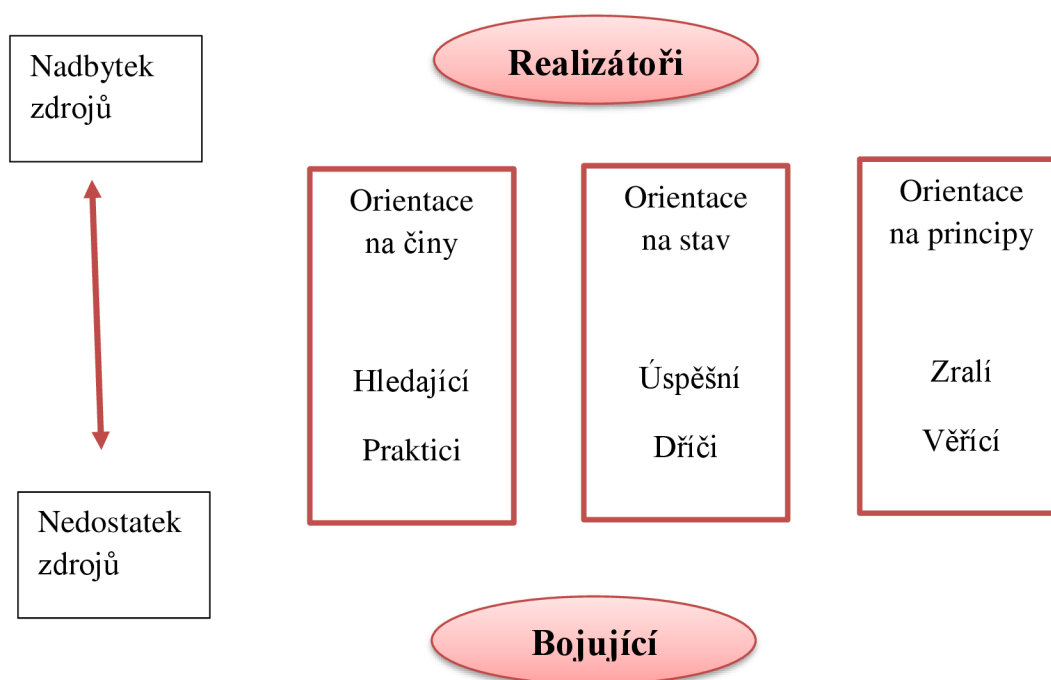 Nadbytek
zdrojů
Realizátoři
Orientace
na činy
Hledající
Praktici
Orientace
na stav
Úspěšní
Dříči
Orientace
na principy
Zralí
Věřící
Nedostatek
zdrojů
Bojující